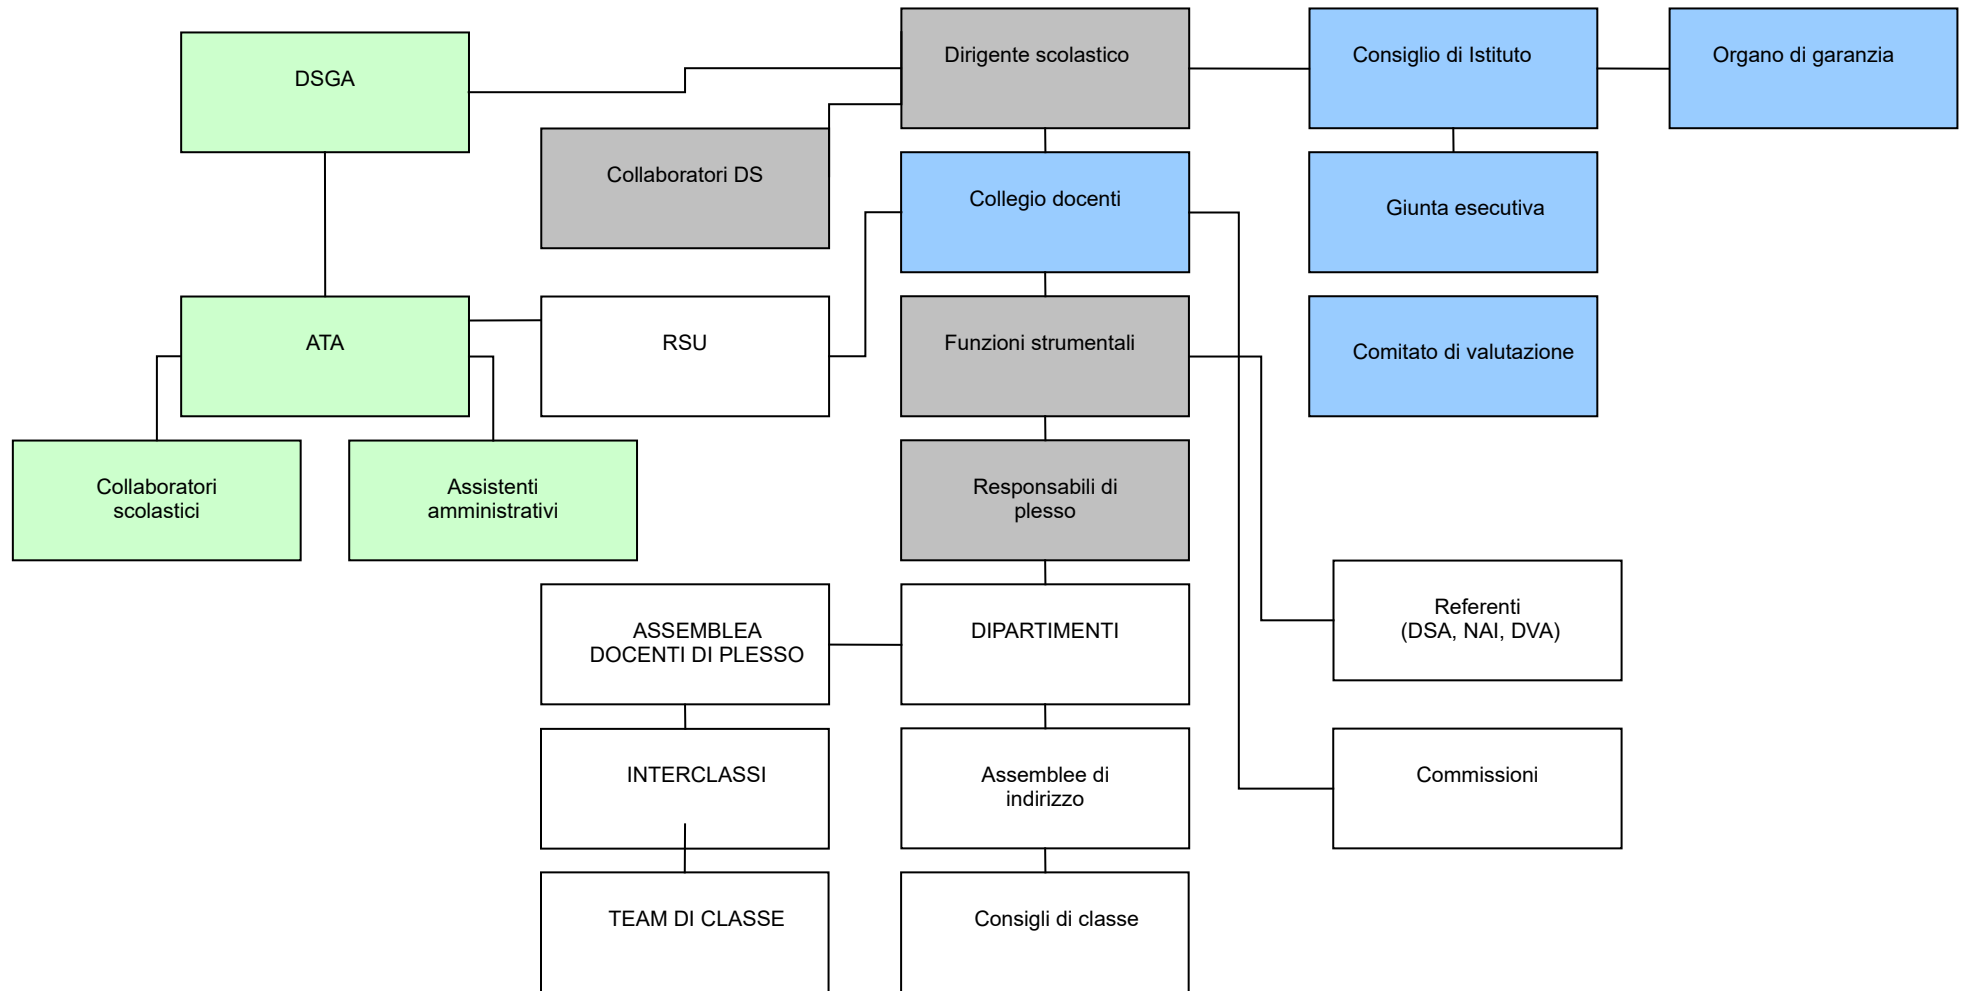 Dirigente scolastico
Consiglio di Istituto
Organo di garanzia
DSGA
Collaboratori DS
Collegio docenti
Giunta esecutiva
ATA
RSU
Funzioni strumentali
Comitato di valutazione
Collaboratori
scolastici
Assistenti
amministrativi
Responsabili di
plesso
ASSEMBLEA
DOCENTI DI PLESSO
DIPARTIMENTI
Referenti
(DSA, NAI, DVA)
INTERCLASSI
Assemblee di
indirizzo
Commissioni
TEAM DI CLASSE
Consigli di classe